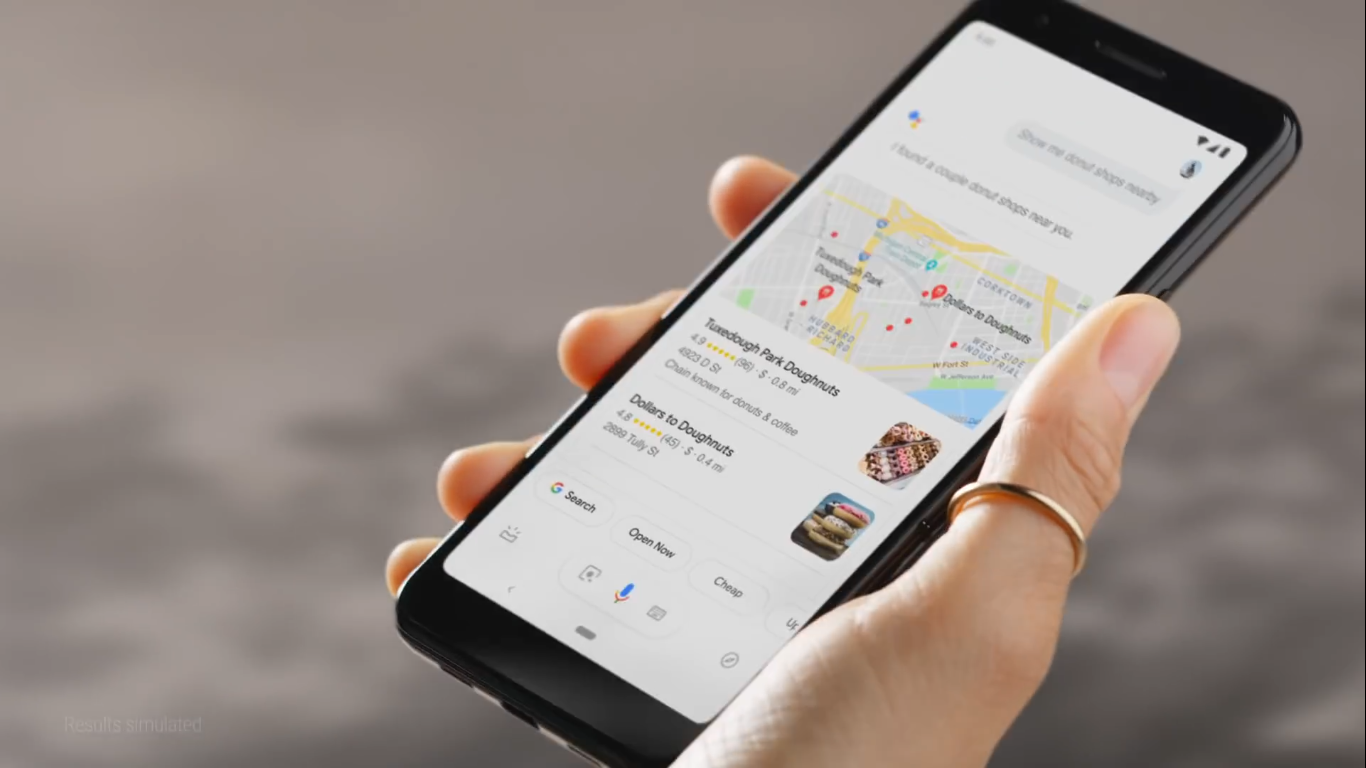 Show me donut shops nearby
I found a couple donut shops near you.
CORKTOWN
Tuxedough Park
Doughnuts
Dollars to Doughnuts
HUBBARD
RICHARD
WEST SIDE
INDUSTRIAL
W Fort St
W Jefferson Ave
Tuxedough Park Doughnuts
4.9 ★★★★★ (96) · $ · 0.8 mi
4923 D St
Chain known for donuts & coffee
Dollars to Doughnuts
4.8 ★★★★★ (45) · $ · 0.4 mi
2899 Tully St
G Search
Open Now
Cheap
Results simulated